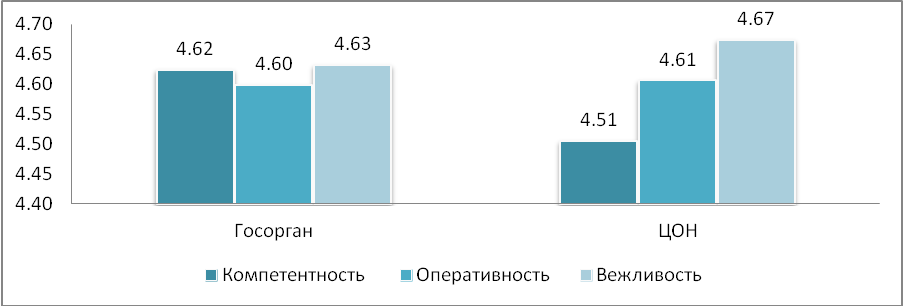 4.70
4.65
4.60
4.55
4.50
4.45
4.40
4.62
4.60
4.63
4.51
4.61
4.67
Госорган
ЦОН
Компетентность
Оперативность
Вежливость